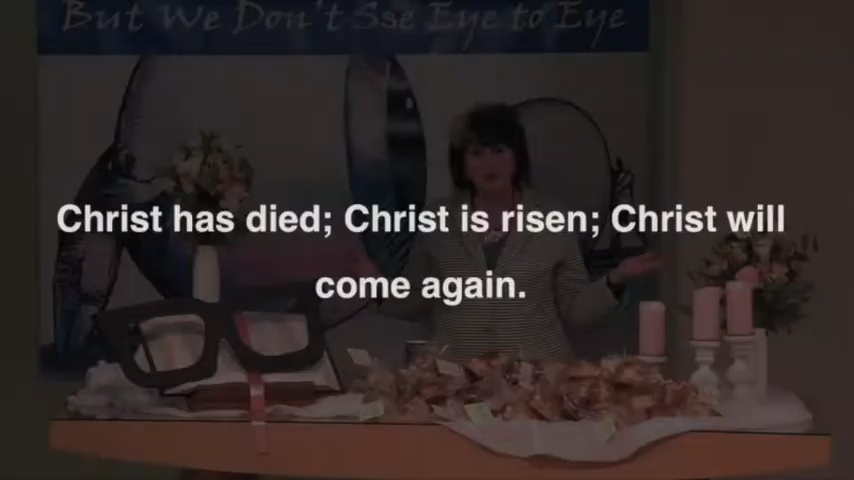 But We Don't Sse Eye to Eye
Christ has died; Christ is risen; Christ will
come again.